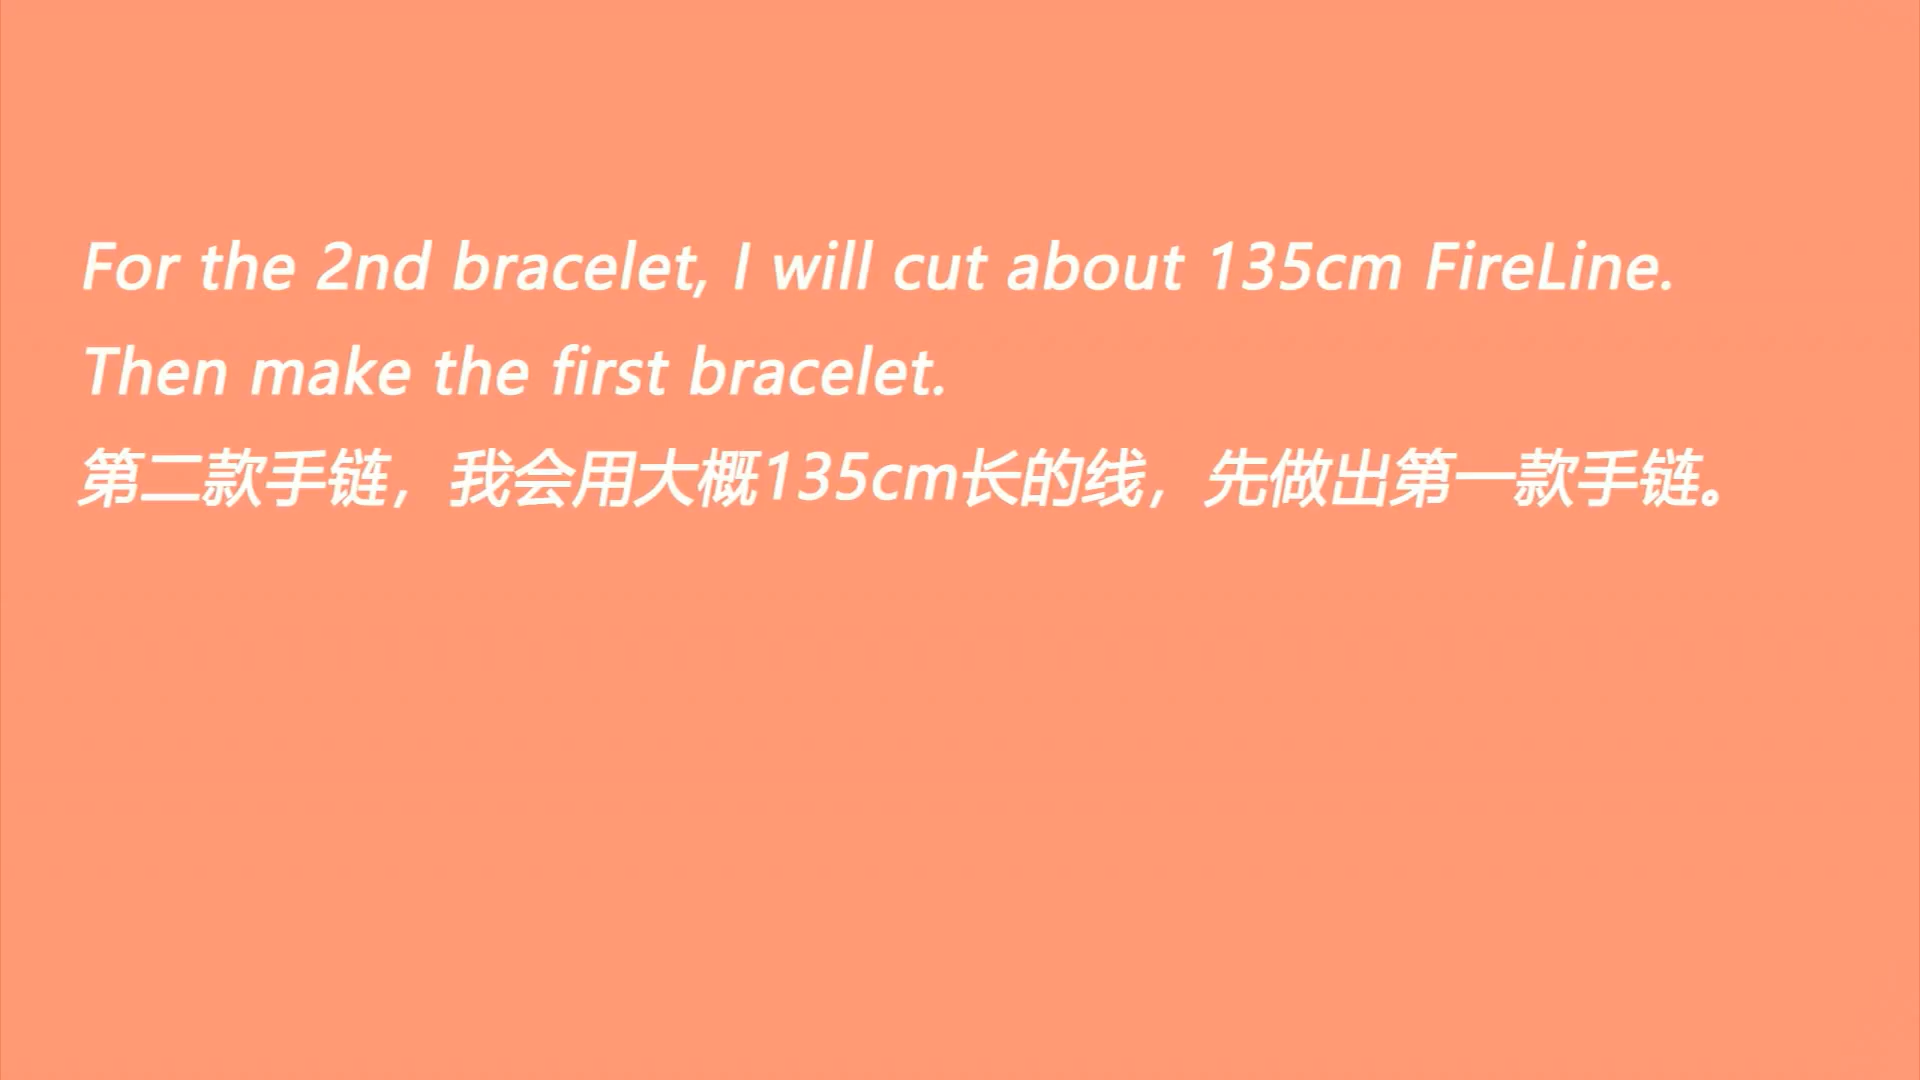 For the 2nd bracelet, I will cut about 135cm FireLine.
Then make the first bracelet.
第二款手链，我会用大概135cm长的线，先做出第一款手链。